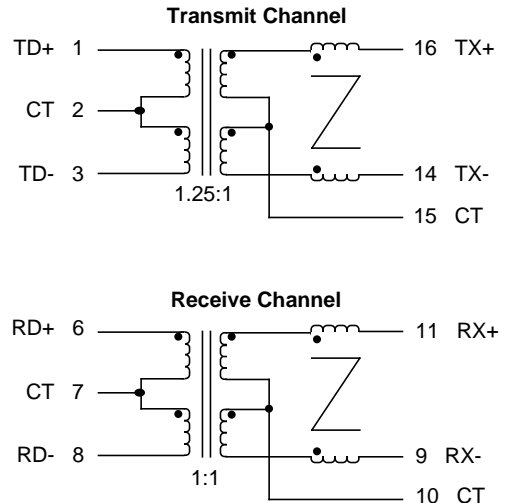 Transmit Channel
TD+ 1
16 TX+
CT 2
TD- 3
14 TX-
1.25:1
15 CT
Receive Channel
RD+ 6
11 RX+
CT 7
RD- 8
9 RX-
1:1
10 CT